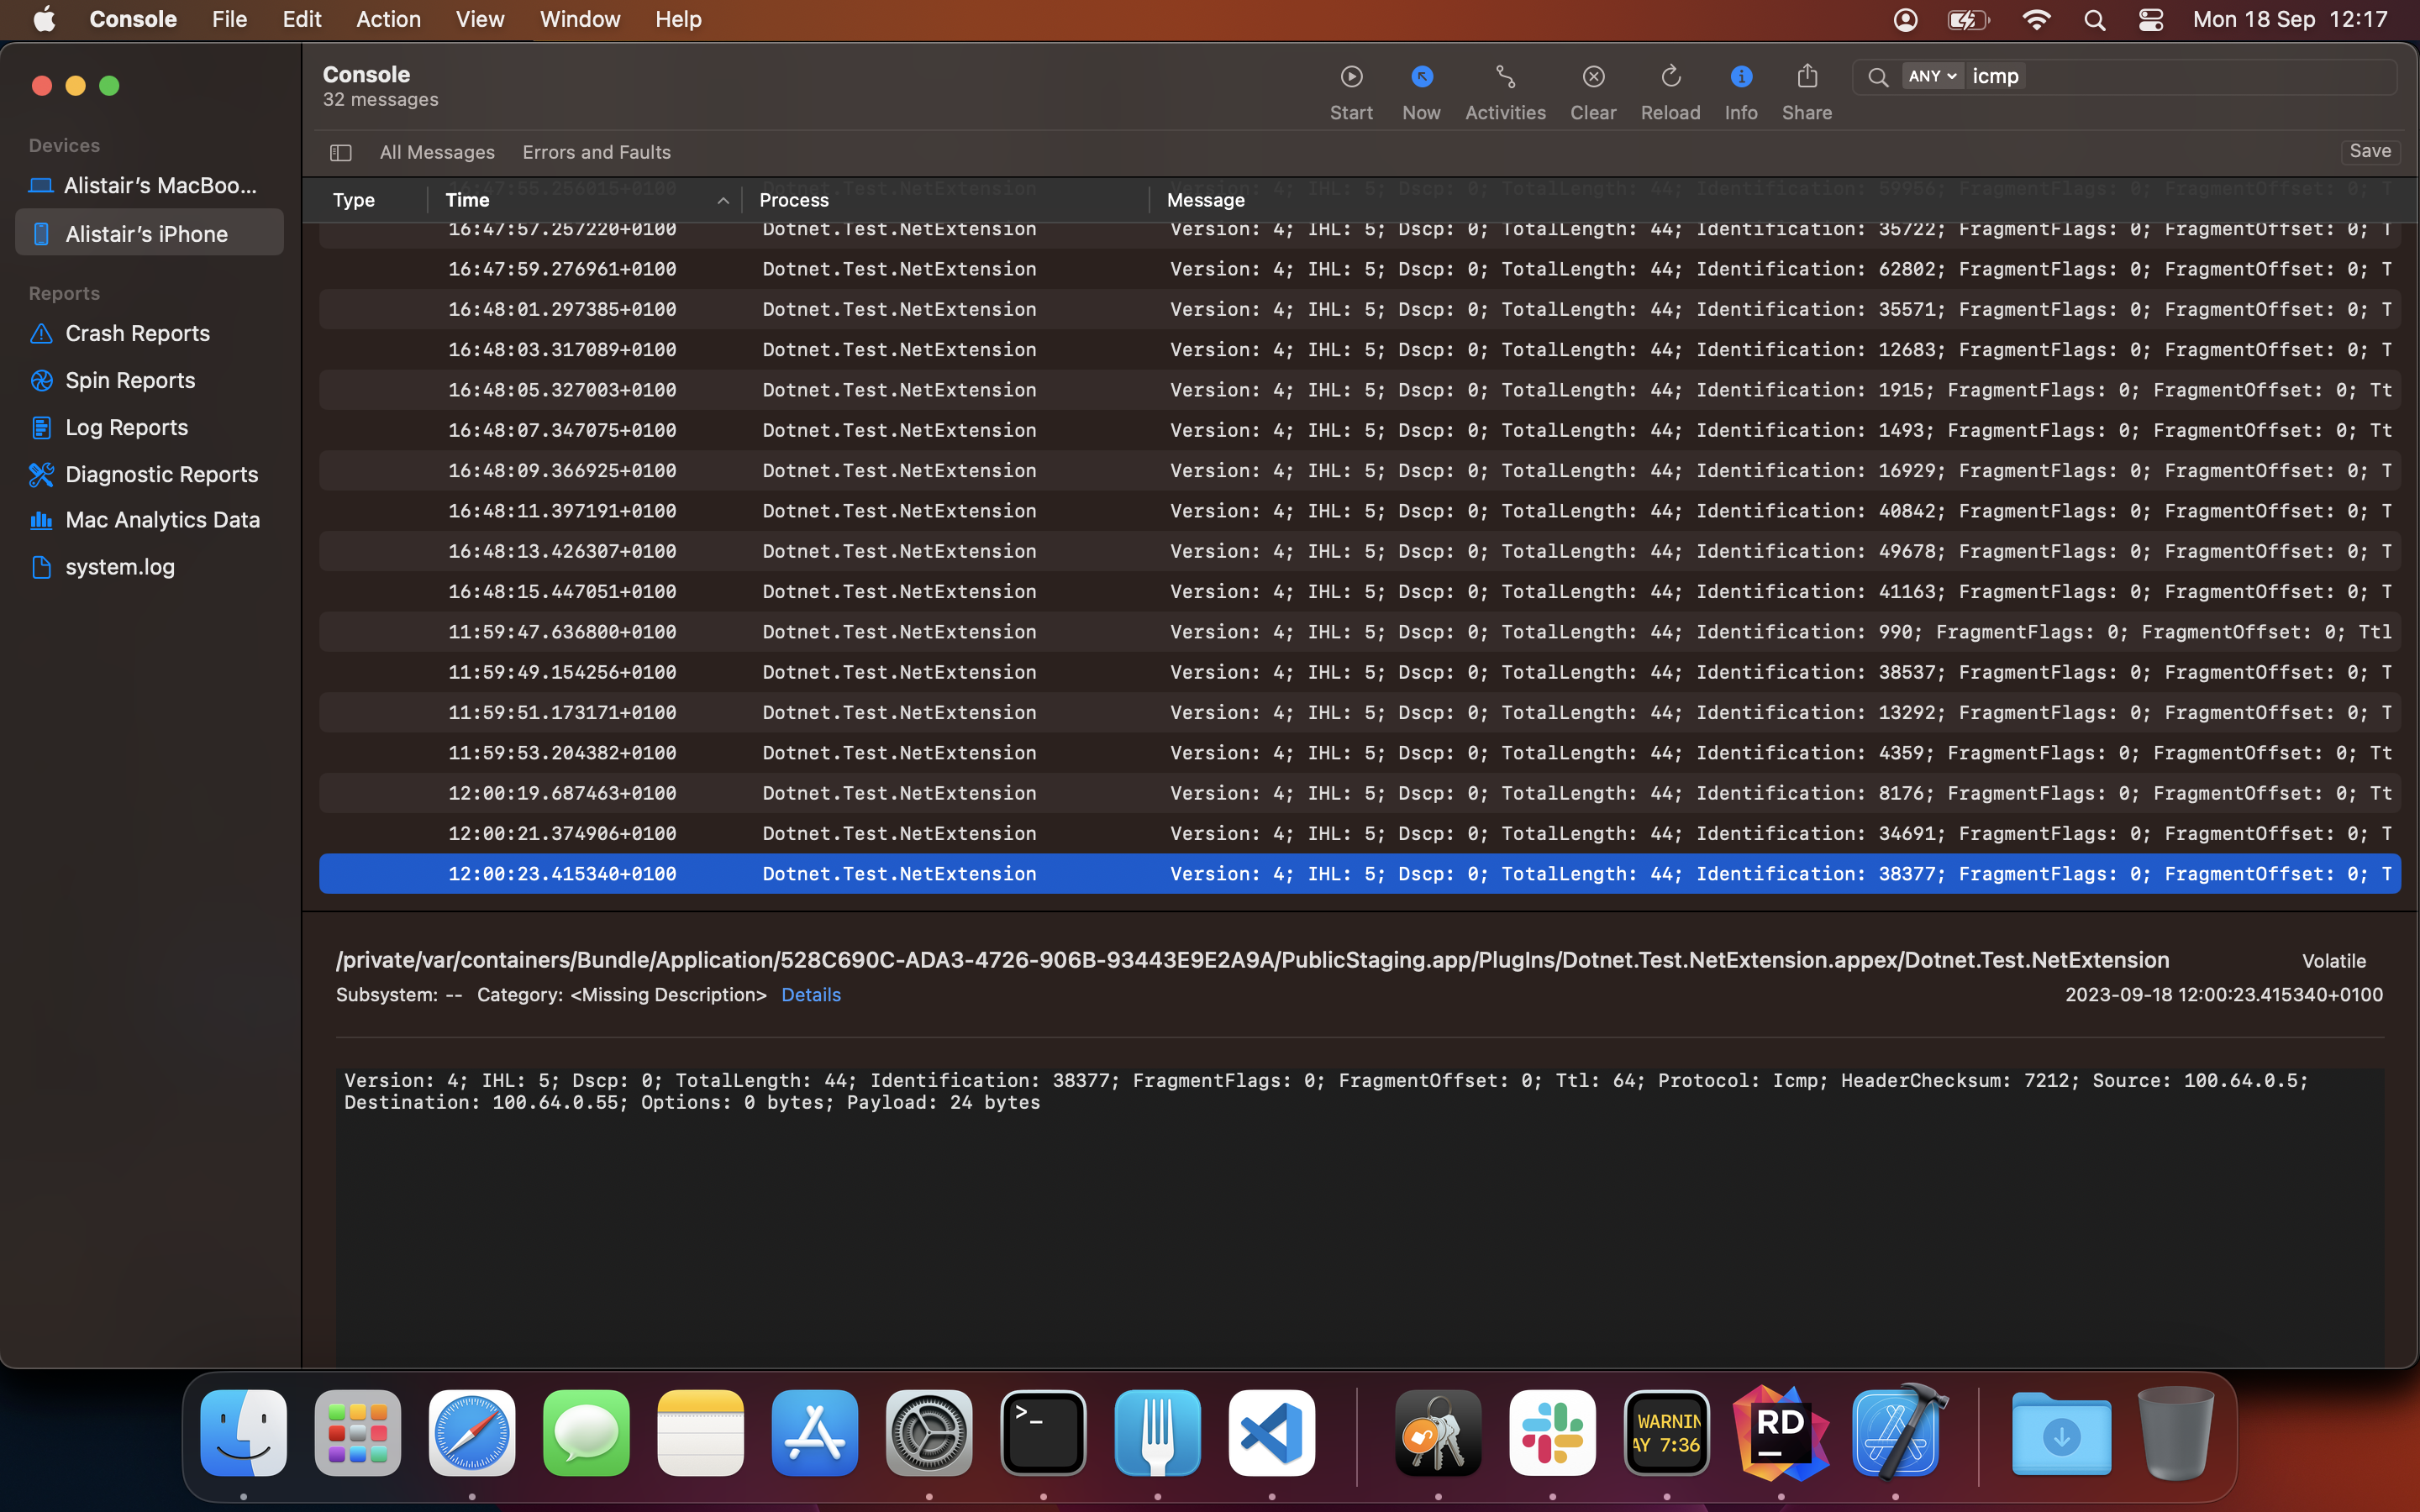 Console File Edit Action View Window Help Mon 18 Sep 12:17
Console
32 messages
Start Now Activities Clear Reload Info Share
ANY icmp
All Messages Errors and Faults Save
Devices
Alistair’s MacBoo...
Alistair’s iPhone
Reports
Crash Reports
Spin Reports
Log Reports
Diagnostic Reports
Mac Analytics Data
system.log
Type Time Process Message
16:47:55.256015+0100 Dotnet.Test.NetExtension Version: 4; IHL: 5; Dscp: 0; TotalLength: 44; Identification: 59956; FragmentFlags: 0; FragmentOffset: 0; T
16:47:57.257220+0100 Dotnet.Test.NetExtension Version: 4; IHL: 5; Dscp: 0; TotalLength: 44; Identification: 35722; FragmentFlags: 0; FragmentOffset: 0; T
16:47:59.276961+0100 Dotnet.Test.NetExtension Version: 4; IHL: 5; Dscp: 0; TotalLength: 44; Identification: 62802; FragmentFlags: 0; FragmentOffset: 0; T
16:48:01.297385+0100 Dotnet.Test.NetExtension Version: 4; IHL: 5; Dscp: 0; TotalLength: 44; Identification: 35571; FragmentFlags: 0; FragmentOffset: 0; T
16:48:03.317089+0100 Dotnet.Test.NetExtension Version: 4; IHL: 5; Dscp: 0; TotalLength: 44; Identification: 12683; FragmentFlags: 0; FragmentOffset: 0; T
16:48:05.327003+0100 Dotnet.Test.NetExtension Version: 4; IHL: 5; Dscp: 0; TotalLength: 44; Identification: 1915; FragmentFlags: 0; FragmentOffset: 0; Tt
16:48:07.347075+0100 Dotnet.Test.NetExtension Version: 4; IHL: 5; Dscp: 0; TotalLength: 44; Identification: 1493; FragmentFlags: 0; FragmentOffset: 0; Tt
16:48:09.366925+0100 Dotnet.Test.NetExtension Version: 4; IHL: 5; Dscp: 0; TotalLength: 44; Identification: 16929; FragmentFlags: 0; FragmentOffset: 0; T
16:48:11.397191+0100 Dotnet.Test.NetExtension Version: 4; IHL: 5; Dscp: 0; TotalLength: 44; Identification: 40842; FragmentFlags: 0; FragmentOffset: 0; T
16:48:13.426307+0100 Dotnet.Test.NetExtension Version: 4; IHL: 5; Dscp: 0; TotalLength: 44; Identification: 49678; FragmentFlags: 0; FragmentOffset: 0; T
16:48:15.447051+0100 Dotnet.Test.NetExtension Version: 4; IHL: 5; Dscp: 0; TotalLength: 44; Identification: 41163; FragmentFlags: 0; FragmentOffset: 0; T
11:59:47.636800+0100 Dotnet.Test.NetExtension Version: 4; IHL: 5; Dscp: 0; TotalLength: 44; Identification: 990; FragmentFlags: 0; FragmentOffset: 0; Ttl
11:59:49.154256+0100 Dotnet.Test.NetExtension Version: 4; IHL: 5; Dscp: 0; TotalLength: 44; Identification: 38537; FragmentFlags: 0; FragmentOffset: 0; T
11:59:51.173171+0100 Dotnet.Test.NetExtension Version: 4; IHL: 5; Dscp: 0; TotalLength: 44; Identification: 13292; FragmentFlags: 0; FragmentOffset: 0; T
11:59:53.204382+0100 Dotnet.Test.NetExtension Version: 4; IHL: 5; Dscp: 0; TotalLength: 44; Identification: 4359; FragmentFlags: 0; FragmentOffset: 0; Tt
12:00:19.687463+0100 Dotnet.Test.NetExtension Version: 4; IHL: 5; Dscp: 0; TotalLength: 44; Identification: 8176; FragmentFlags: 0; FragmentOffset: 0; Tt
12:00:21.374906+0100 Dotnet.Test.NetExtension Version: 4; IHL: 5; Dscp: 0; TotalLength: 44; Identification: 34691; FragmentFlags: 0; FragmentOffset: 0; T
12:00:23.415340+0100 Dotnet.Test.NetExtension Version: 4; IHL: 5; Dscp: 0; TotalLength: 44; Identification: 38377; FragmentFlags: 0; FragmentOffset: 0; T
/private/var/containers/Bundle/Application/528C690C-ADA3-4726-906B-93443E9E2A9A/PublicStaging.app/PlugIns/Dotnet.Test.NetExtension.appex/Dotnet.Test.NetExtension Volatile
Subsystem: -- Category: <Missing Description> Details 2023-09-18 12:00:23.415340+0100
Version: 4; IHL: 5; Dscp: 0; TotalLength: 44; Identification: 38377; FragmentFlags: 0; FragmentOffset: 0; Ttl: 64; Protocol: Icmp; HeaderChecksum: 7212; Source: 100.64.0.5;
Destination: 100.64.0.55; Options: 0 bytes; Payload: 24 bytes
>_
WARNIN
AY 7:36
RD